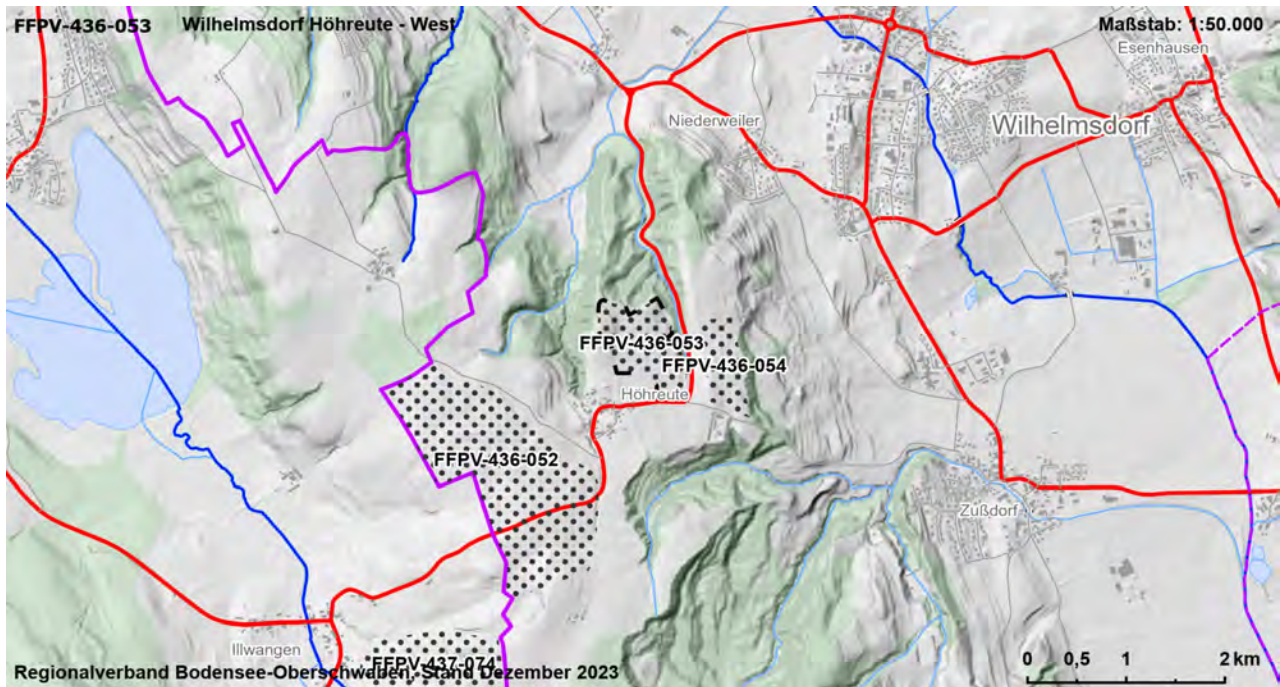 FFPV-436-053 Wilhelmsdorf Höhreute - West
Maßstab: 1:50.000
Esenhausen
Niederweiler
Wilhelmsdorf
FFPV-436-053
FFPV-436-054
Höhreute
FFPV-436-052
Zußdorf
Illwangen
FFPV-437-074
Regionalverband Bodensee-Oberschwaben, Stand Dezember 2023
0 0,5 1 2 km